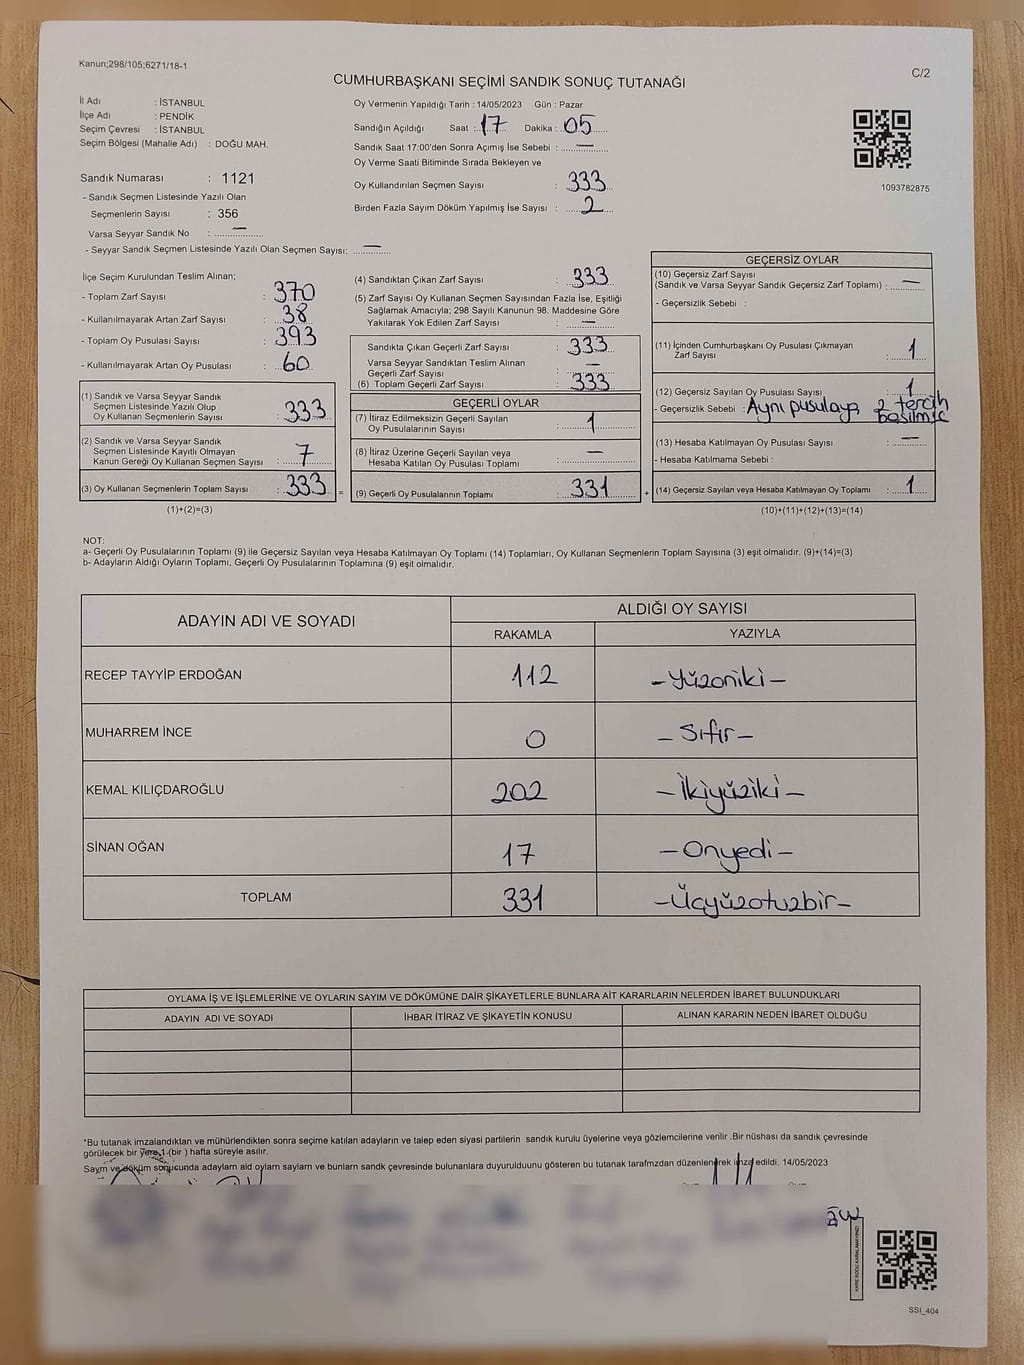 Kanun;298/105;6271/18-1
C/2
CUMHURBAŞKANI SEÇİMİ SANDIK SONUÇ TUTANAĞI
İl Adı : İSTANBUL
İlçe Adı : PENDİK
Seçim Çevresi : İSTANBUL
Seçim Bölgesi (Mahalle Adı) : DOĞU MAH.
Sandık Numarası : 1121
- Sandık Seçmen Listesinde Yazılı Olan
Seçmenlerin Sayısı : 356
Varsa Seyyar Sandık No : —
- Seyyar Sandık Seçmen Listesinde Yazılı Olan Seçmen Sayısı: —
Oy Vermenin Yapıldığı Tarih : 14/05/2023 Gün : Pazar
Sandığın Açıldığı Saat : 17 Dakika : 05
Sandık Saat 17:00'den Sonra Açımış İse Sebebi : —
Oy Verme Saati Bitiminde Sırada Bekleyen ve
Oy Kullandırılan Seçmen Sayısı : 333
Birden Fazla Sayım Döküm Yapılmış İse Sayısı : 2
1093782875
İlçe Seçim Kurulundan Teslim Alınan;
- Toplam Zarf Sayısı : 370
- Kullanılmayarak Artan Zarf Sayısı : 38
- Toplam Oy Pusulası Sayısı : 393
- Kullanılmayarak Artan Oy Pusulası : 60
(1) Sandık ve Varsa Seyyar Sandık
Seçmen Listesinde Yazılı Olup
Oy Kullanan Seçmenlerin Sayısı : 333
(2) Sandık ve Varsa Seyyar Sandık
Seçmen Listesinde Kayıtlı Olmayan
Kanun Gereği Oy Kullanan Seçmen Sayısı : 7
(3) Oy Kullanan Seçmenlerin Toplam Sayısı : 333 =
(1)+(2)=(3)
(4) Sandıktan Çıkan Zarf Sayısı : 333
(5) Zarf Sayısı Oy Kullanan Seçmen Sayısından Fazla İse, Eşitliği
Sağlamak Amacıyla; 298 Sayılı Kanunun 98. Maddesine Göre
Yakılarak Yok Edilen Zarf Sayısı : —
Sandıkta Çıkan Geçerli Zarf Sayısı : 333
Varsa Seyyar Sandıktan Teslim Alınan
Geçerli Zarf Sayısı : —
(6) Toplam Geçerli Zarf Sayısı : 333
GEÇERLİ OYLAR
(7) İtiraz Edilmeksizin Geçerli Sayılan
Oy Pusulalarının Sayısı : 1
(8) İtiraz Üzerine Geçerli Sayılan veya
Hesaba Katılan Oy Pusulası Toplamı : —
(9) Geçerli Oy Pusulalarının Toplamı : 331 +
GEÇERSİZ OYLAR
(10) Geçersiz Zarf Sayısı
(Sandık ve Varsa Seyyar Sandık Geçersiz Zarf Toplamı) : —
- Geçersizlik Sebebi :
(11) İçinden Cumhurbaşkanı Oy Pusulası Çıkmayan
Zarf Sayısı : 1
(12) Geçersiz Sayılan Oy Pusulası Sayısı : 1
- Geçersizlik Sebebi : Aynı pusulaya 2 tercih
basılmış
(13) Hesaba Katılmayan Oy Pusulası Sayısı : —
- Hesaba Katılmama Sebebi :
(14) Geçersiz Sayılan veya Hesaba Katılmayan Oy Toplamı : 1
(10)+(11)+(12)+(13)=(14)
NOT:
a- Geçerli Oy Pusulalarının Toplamı (9) ile Geçersiz Sayılan veya Hesaba Katılmayan Oy Toplamı (14) Toplamları, Oy Kullanan Seçmenlerin Toplam Sayısına (3) eşit olmalıdır. (9)+(14)=(3)
b- Adayların Aldığı Oyların Toplamı, Geçerli Oy Pusulalarının Toplamına (9) eşit olmalıdır.
ADAYIN ADI VE SOYADI
ALDIĞI OY SAYISI
RAKAMLA YAZIYLA
RECEP TAYYİP ERDOĞAN 112 –Yüzoniki–
MUHARREM İNCE 0 – Sıfır –
KEMAL KILIÇDAROĞLU 202 – İkiyüziki –
SİNAN OĞAN 17 – Onyedi –
TOPLAM 331 –Üçyüzotuzbir–
OYLAMA İŞ VE İŞLEMLERİNE VE OYLARIN SAYIM VE DÖKÜMÜNE DAİR ŞİKAYETLERLE BUNLARA AİT KARARLARIN NELERDEN İBARET BULUNDUKLARI
ADAYIN ADI VE SOYADI İHBAR İTİRAZ VE ŞİKAYETİN KONUSU ALINAN KARARIN NEDEN İBARET OLDUĞU
"Bu tutanak imzalandıktan ve mühürlendikten sonra seçime katılan adayların ve talep eden siyasi partilerin sandık kurulu üyelerine veya gözlemcilerine verilir .Bir nüshası da sandık çevresinde
görülecek bir yere 1 (bir ) hafta süreyle asılır.
Sayım ve döküm sonucunda adayların ald oyların sayların ve bunların sandık çevresinde bulunanlara duyurulduunu gösteren bu tutanak tarafmzdan düzenlenerek imza edildi. 14/05/2023
SSI_404